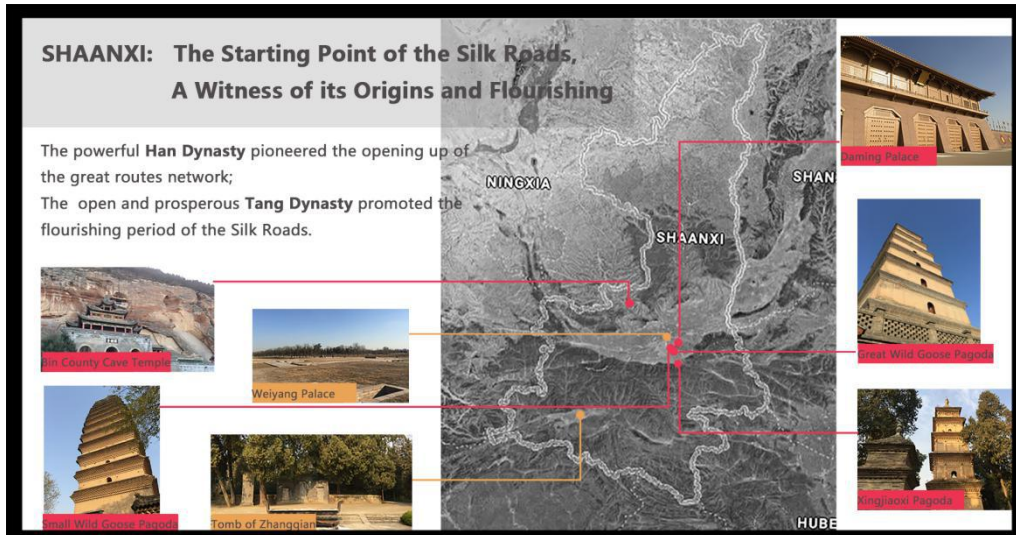 SHAANXI: The Starting Point of the Silk Roads,
A Witness of its Origins and Flourishing
The powerful Han Dynasty pioneered the opening up of
the great routes network;
The open and prosperous Tang Dynasty promoted the
flourishing period of the Silk Roads.
NINGXIA
SHAN
SHAANXI
HUBE
Daming Palace
Bin County Cave Temple
Weiyang Palace
Great Wild Goose Pagoda
Small Wild Goose Pagoda
Tomb of Zhangqian
Xingjiaoxi Pagoda